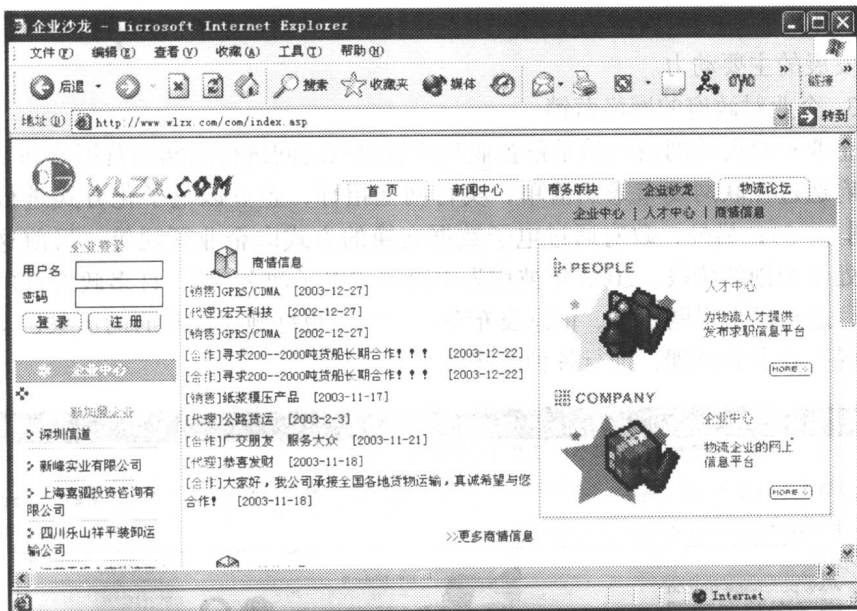 企业沙龙 - Microsoft Internet Explorer
文件(F) 编辑(E) 查看(V) 收藏(A) 工具(T) 帮助(H)
后退 搜索 收藏夹 媒体 链接
地址(D) http://www.wlzx.com/com/index.asp 转到
WLZX.COM
首 页 新闻中心 商务版块 企业沙龙 物流论坛
企业中心 | 人才中心 | 商情信息
企业登录
用户名
密码
登 录 注 册
企业中心
新加盟企业
深圳信道
新峰实业有限公司
上海嘉驷投资咨询有
限公司
四川乐山祥平装卸运
输公司
商情信息
[销售]GPRS/CDMA [2003-12-27]
[代理]宏天科技 [2002-12-27]
[销售]GPRS/CDMA [2002-12-27]
[合作]寻求200--2000吨货船长期合作！！！ [2003-12-22]
[合作]寻求200--2000吨货船长期合作！！！ [2003-12-22]
[销售]纸浆模压产品 [2003-11-17]
[代理]公路货运 [2003-2-3]
[合作]广交朋友 服务大众 [2003-11-21]
[代理]恭喜发财 [2003-11-18]
[合作]大家好，我公司承接全国各地货物运输，真诚希望与您
合作！ [2003-11-18]
>>更多商情信息
PEOPLE
人才中心
为物流人才提供
发布求职信息平台
MORE
COMPANY
企业中心
物流企业的网上
信息平台
MORE
Internet